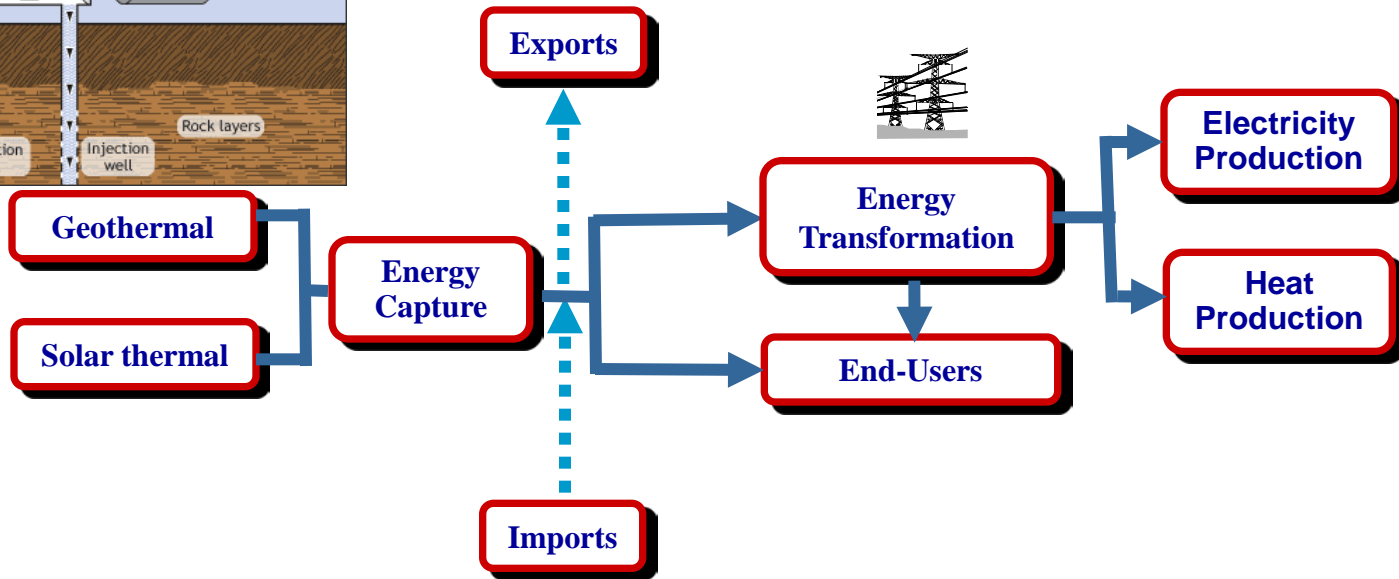 Exports
Rock layers
Injection
well
Electricity
Production
Energy
Transformation
Geothermal
Energy
Capture
Heat
Production
Solar thermal
End-Users
Imports